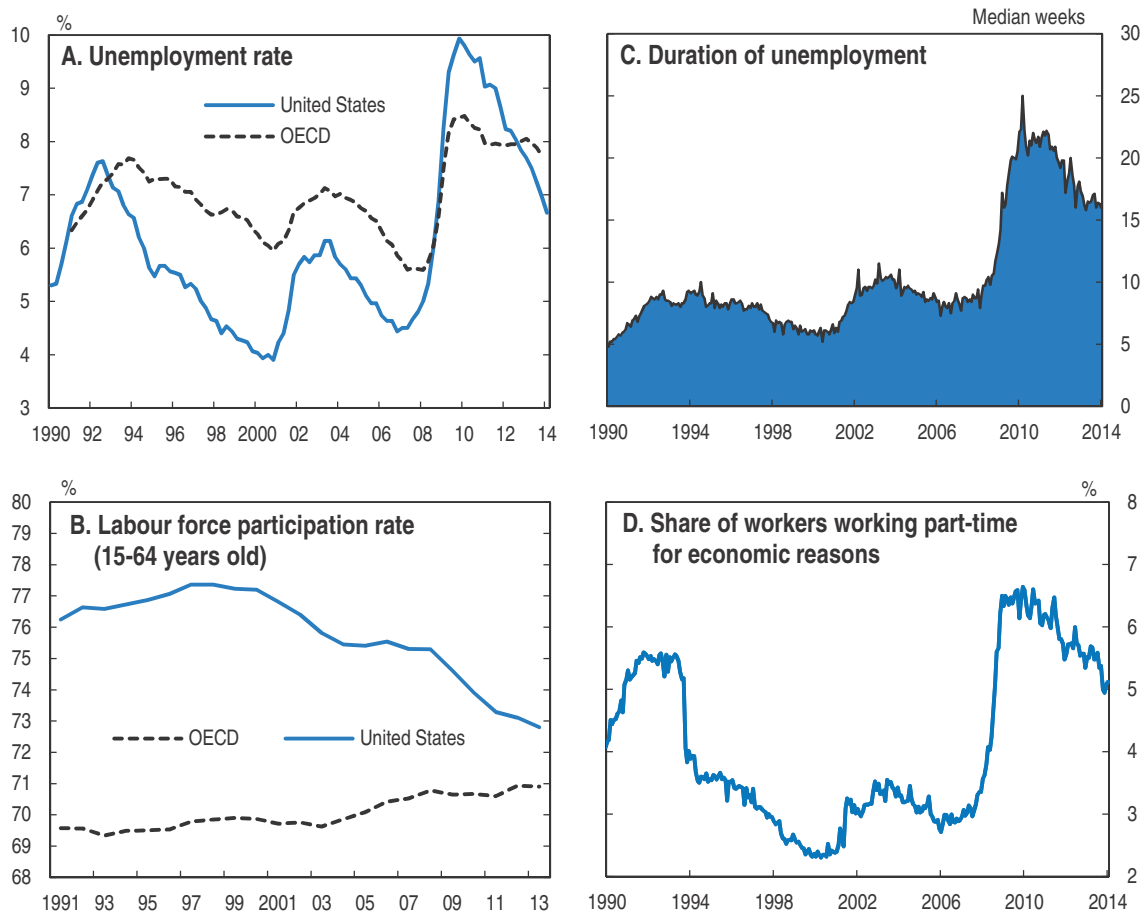 %
A. Unemployment rate
United States
OECD
10
9
8
7
6
5
4
3
1990 92 94 96 98 2000 02 04 06 08 10 12 14
Median weeks
C. Duration of unemployment
30
25
20
15
10
5
0
1990 1994 1998 2002 2006 2010 2014
%
B. Labour force participation rate
(15-64 years old)
OECD United States
80
79
78
77
76
75
74
73
72
71
70
69
68
1991 93 95 97 99 2001 03 05 07 09 11 13
%
D. Share of workers working part-time
for economic reasons
8
7
6
5
4
3
2
1990 1994 1998 2002 2006 2010 2014